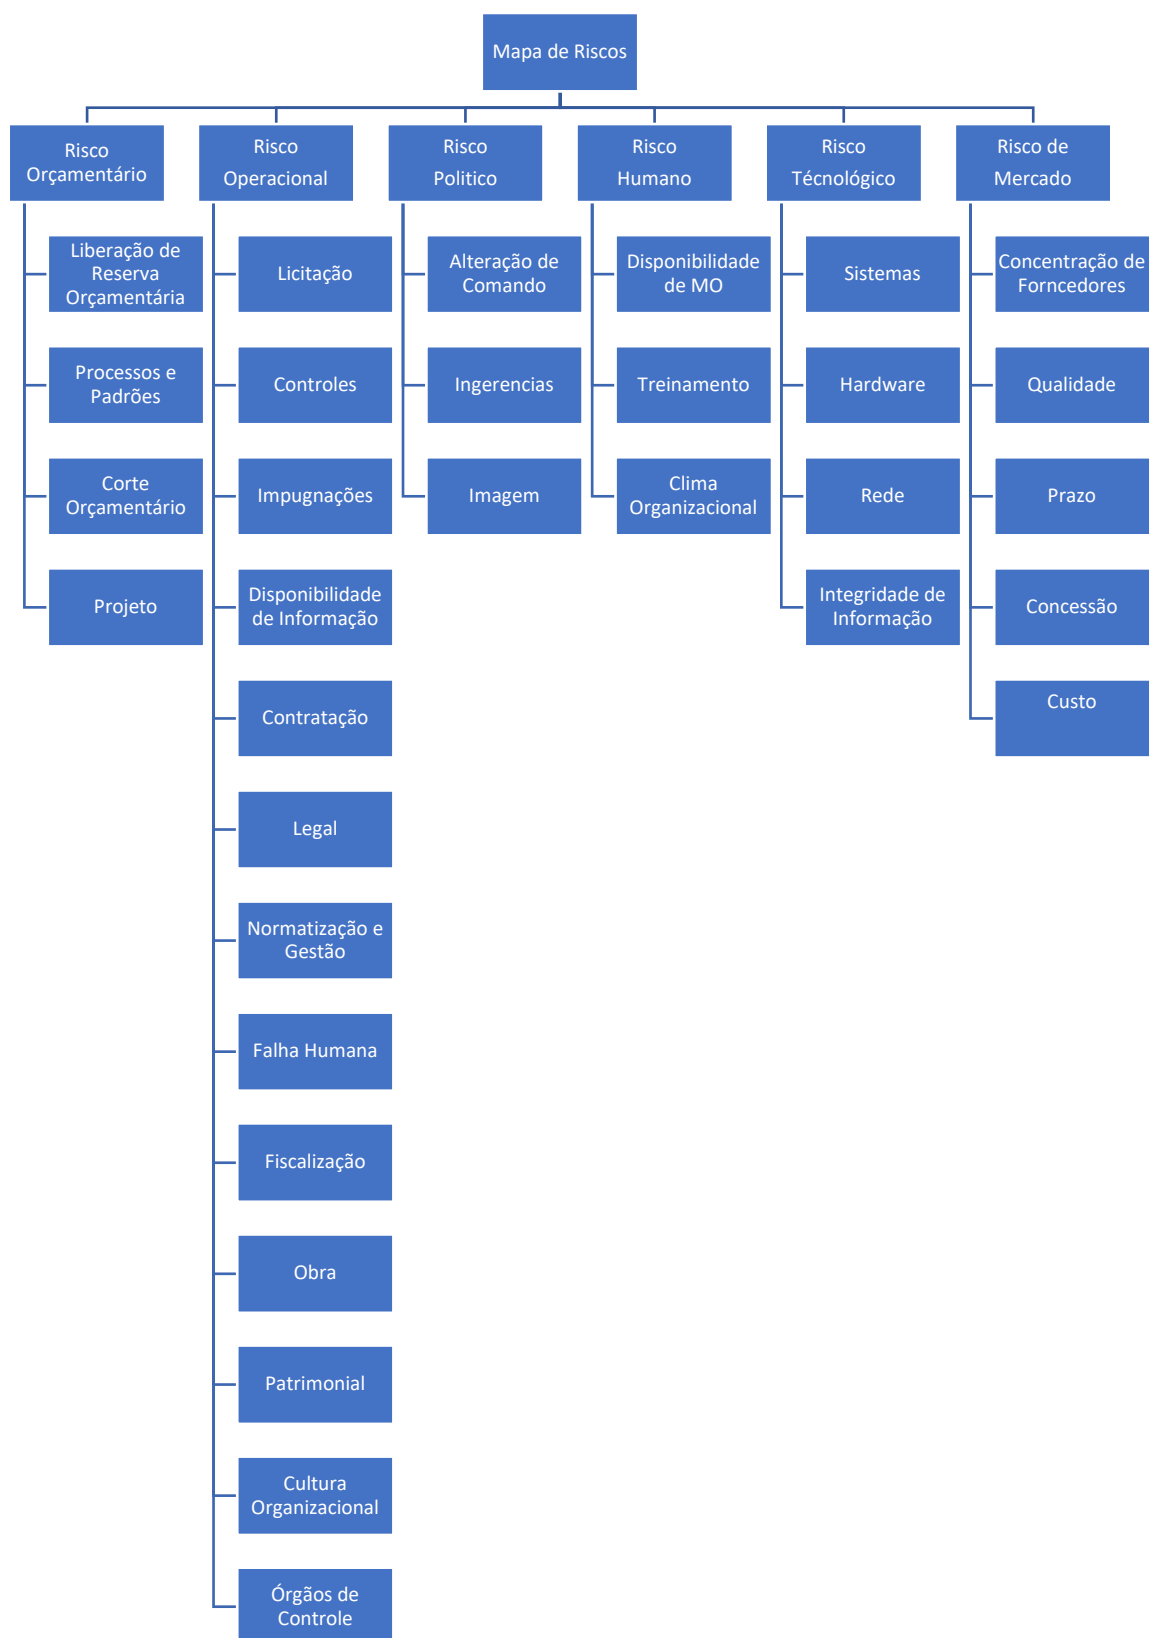 Mapa de Riscos
Risco
Orçamentário
Liberação de
Reserva
Orçamentária
Processos e
Padrões
Corte
Orçamentário
Projeto
Risco
Operacional
Licitação
Controles
Impugnações
Disponibilidade
de Informação
Contratação
Legal
Normatização e
Gestão
Falha Humana
Fiscalização
Obra
Patrimonial
Cultura
Organizacional
Órgãos de
Controle
Risco
Politico
Alteração de
Comando
Ingerencias
Imagem
Risco
Humano
Disponibilidade
de MO
Treinamento
Clima
Organizacional
Risco
Técnológico
Sistemas
Hardware
Rede
Integridade de
Informação
Risco de
Mercado
Concentração de
Forncedores
Qualidade
Prazo
Concessão
Custo